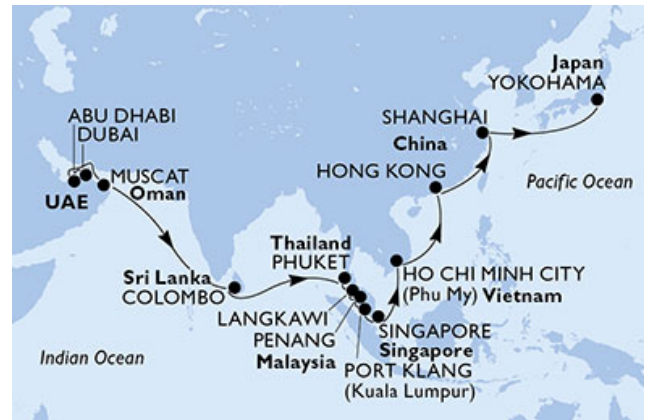 Japan
YOKOHAMA
ABU DHABI
DUBAI
SHANGHAI
China
MUSCAT
Oman
HONG KONG
Pacific Ocean
UAE
Thailand
PHUKET
Sri Lanka
COLOMBO
HO CHI MINH CITY
(Phu My) Vietnam
LANGKAWI
PENANG
Malaysia
SINGAPORE
Singapore
Indian Ocean
PORT KLANG
(Kuala Lumpur)